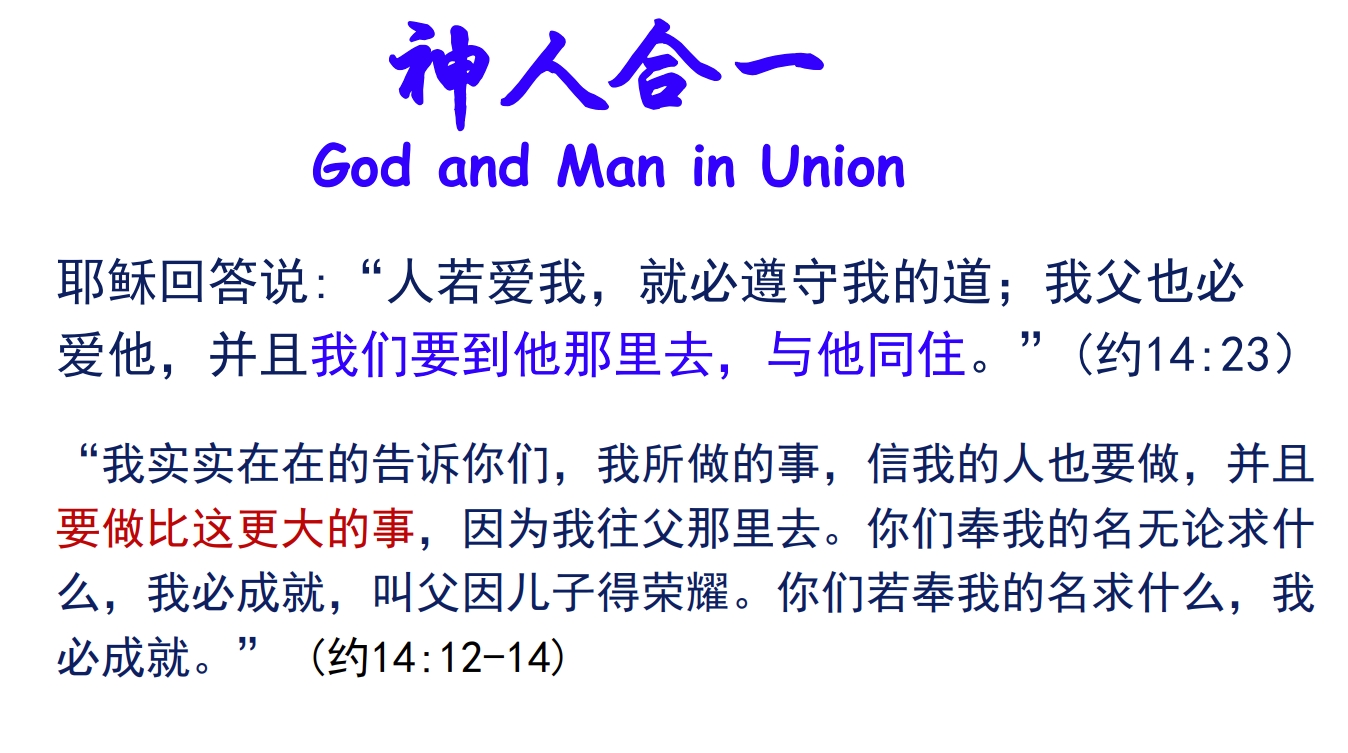 神人合一
God and Man in Union
耶稣回答说:“人若爱我，就必遵守我的道；我父也必
爱他，并且我们要到他那里去，与他同住。”（约14:23）
“我实实在在的告诉你们，我所做的事，信我的人也要做，并且
要做比这更大的事，因为我往父那里去。你们奉我的名无论求什
么，我必成就，叫父因儿子得荣耀。你们若奉我的名求什么，我
必成就。” （约14:12-14)